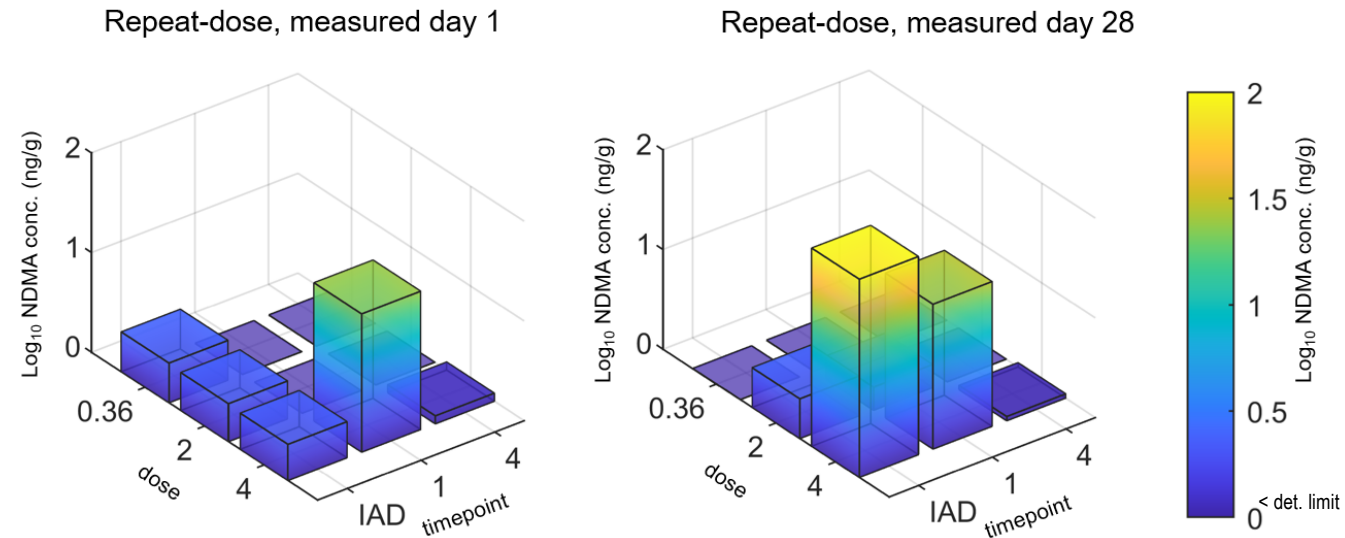 Repeat-dose, measured day 1
Repeat-dose, measured day 28
Log10 NDMA conc. (ng/g)
2
1
0
0.36
2
4
dose
IAD
1
4
timepoint
Log10 NDMA conc. (ng/g)
2
1
0
0.36
2
4
dose
IAD
1
4
timepoint
2
1.5
1
0.5
0
< det. limit
Log10 NDMA conc. (ng/g)